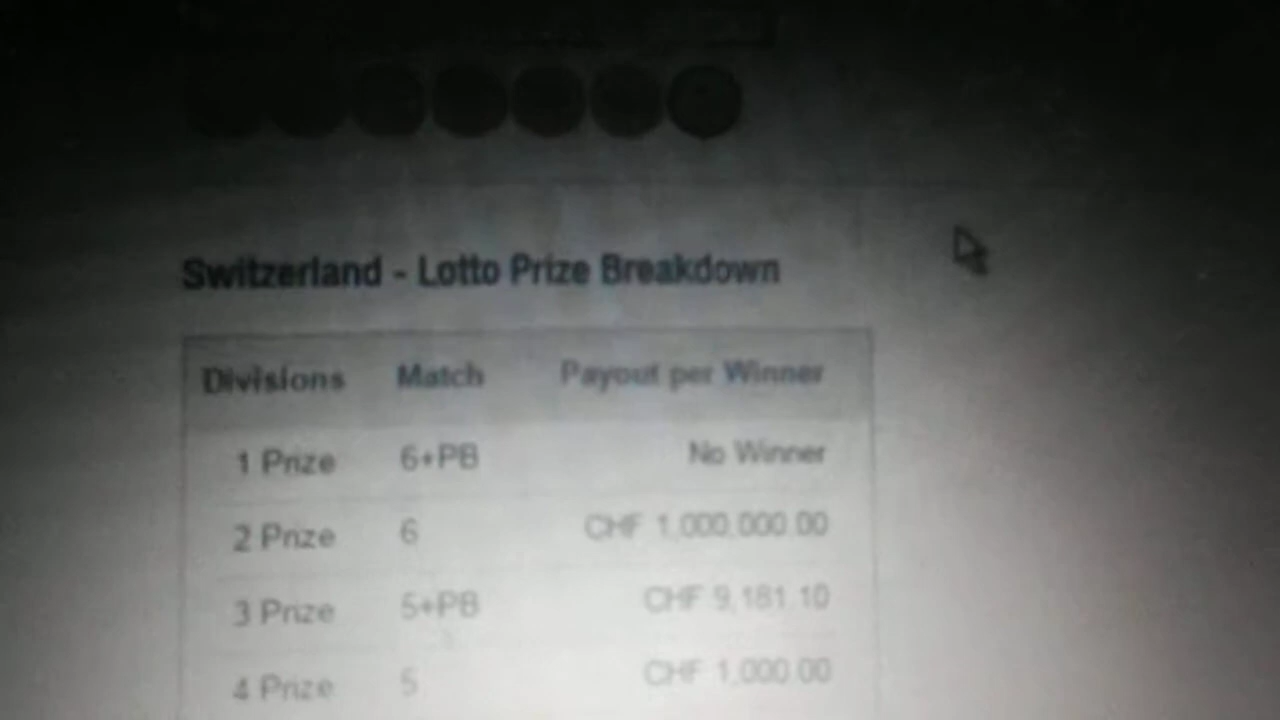 Switzerland - Lotto Prize Breakdown
Divisions Match Payout per Winner
1 Prize 6+PB No Winner
2 Prize 6 CHF 1,000,000.00
3 Prize 5+PB CHF 9,181.10
4 Prize 5 CHF 1,000.00